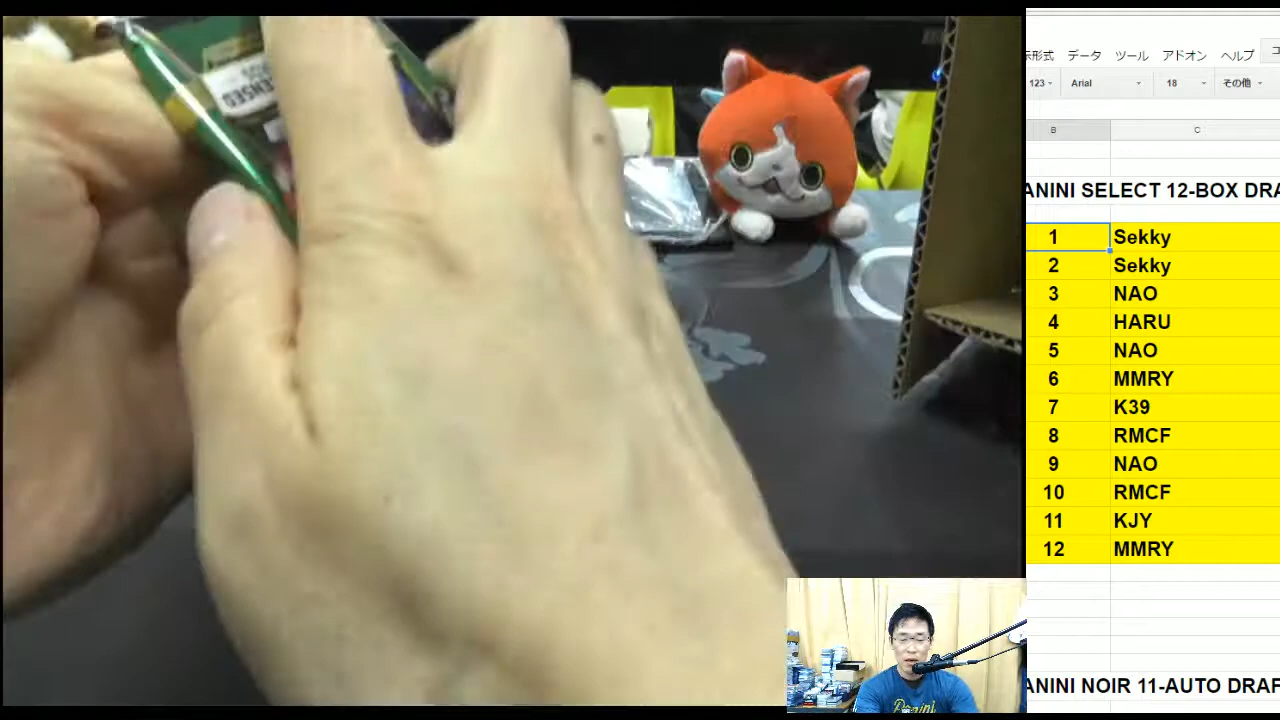 示形式 データ ツール アドオン ヘルプ
123 Arial 18 その他
B C
ANINI SELECT 12-BOX DRA
1 Sekky
2 Sekky
3 NAO
4 HARU
5 NAO
6 MMRY
7 K39
8 RMCF
9 NAO
10 RMCF
11 KJY
12 MMRY
ANINI NOIR 11-AUTO DRAF
ENSED
Panini